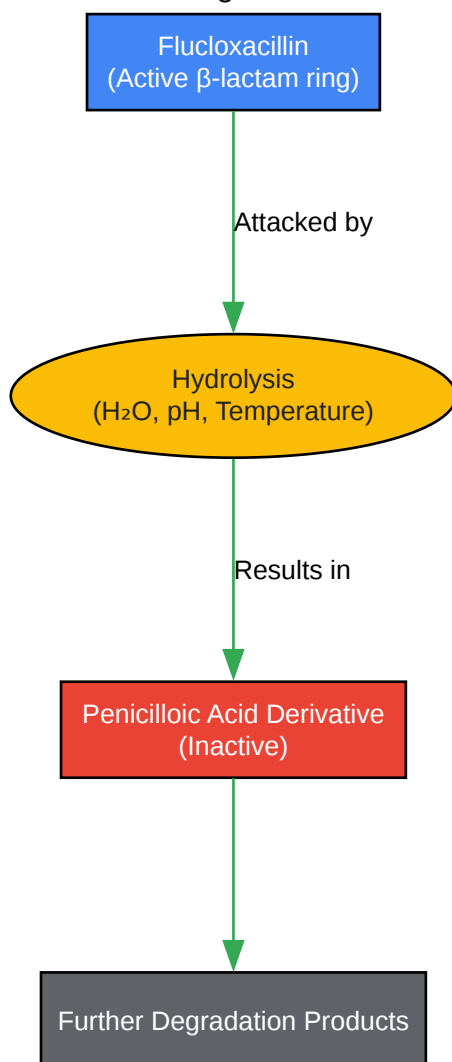 Flucloxacillin
(Active β-lactam ring)
Attacked by
Hydrolysis
(H₂O, pH, Temperature)
Results in
Penicilloic Acid Derivative
(Inactive)
Further Degradation Products